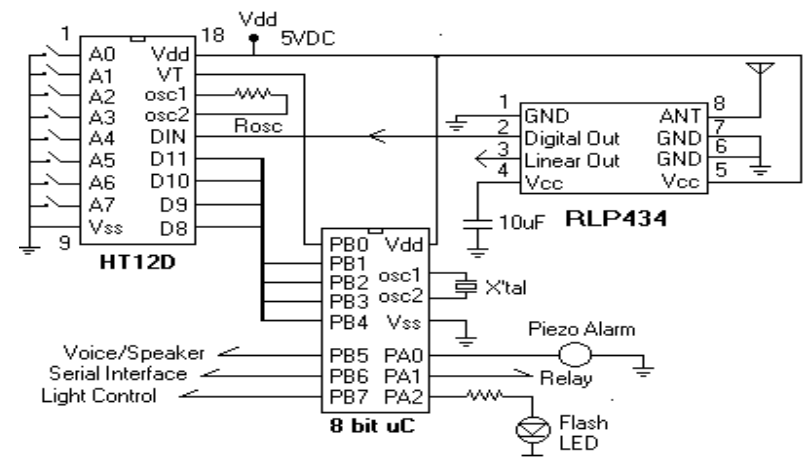 Vdd
1 18 5VDC
A0 Vdd
A1 VT
A2 osc1
A3 osc2 Rosc
A4 DIN
A5 D11
A6 D10
A7 D9
Vss D8
9
HT12D
1 GND ANT 8
2 Digital Out GND 7
3 Linear Out GND 6
4 Vcc Vcc 5
10uF RLP434
PB0 Vdd
PB1 osc1
PB2 osc2 X'tal
PB3
PB4 Vss
Piezo Alarm
Voice/Speaker PB5 PA0
Serial Interface PB6 PA1 Relay
Light Control PB7 PA2
8 bit uC
Flash
LED